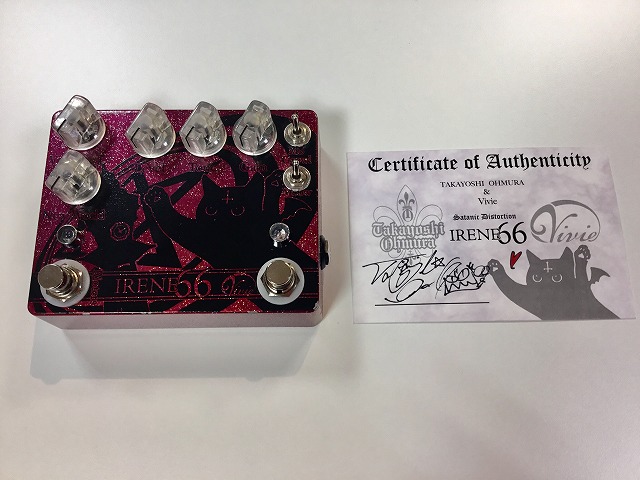 IRENE66
Certificate of Authenticity
TAKAYOSHI OHMURA
&
Vivie
Satanic Distortion
Takayoshi
Ohmura
IRENE66
Vivie